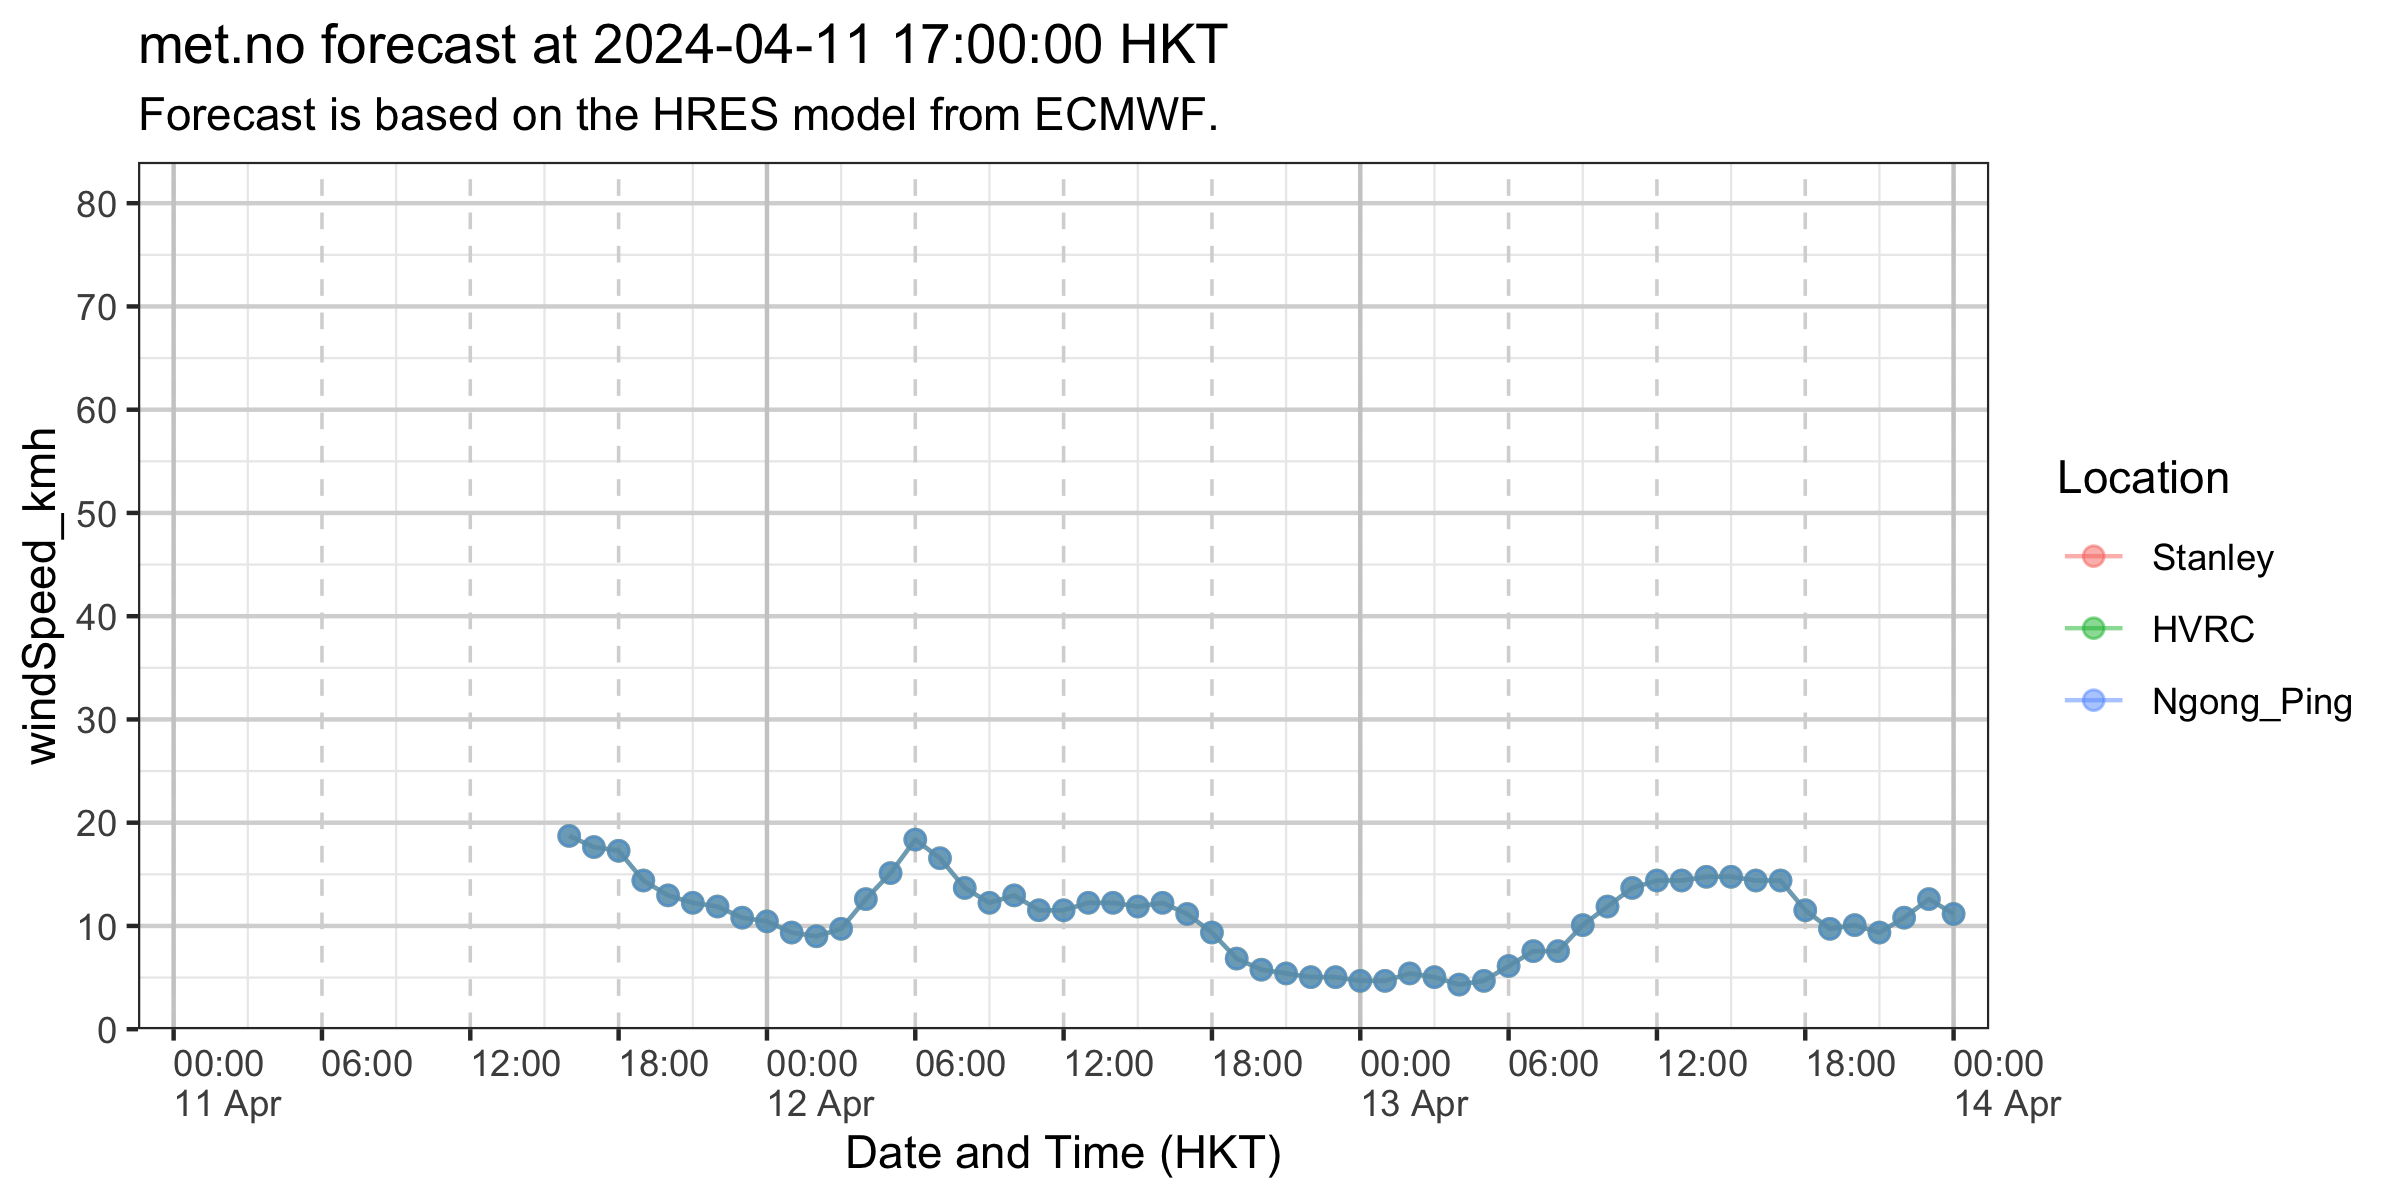 met.no forecast at 2024-04-11 17:00:00 HKT
Forecast is based on the HRES model from ECMWF.
windSpeed_kmh
80
70
60
50
40
30
20
10
0
00:00 06:00 12:00 18:00 00:00 06:00 12:00 18:00 00:00 06:00 12:00 18:00 00:00
11 Apr 12 Apr 13 Apr 14 Apr
Date and Time (HKT)
Location
Stanley
HVRC
Ngong_Ping